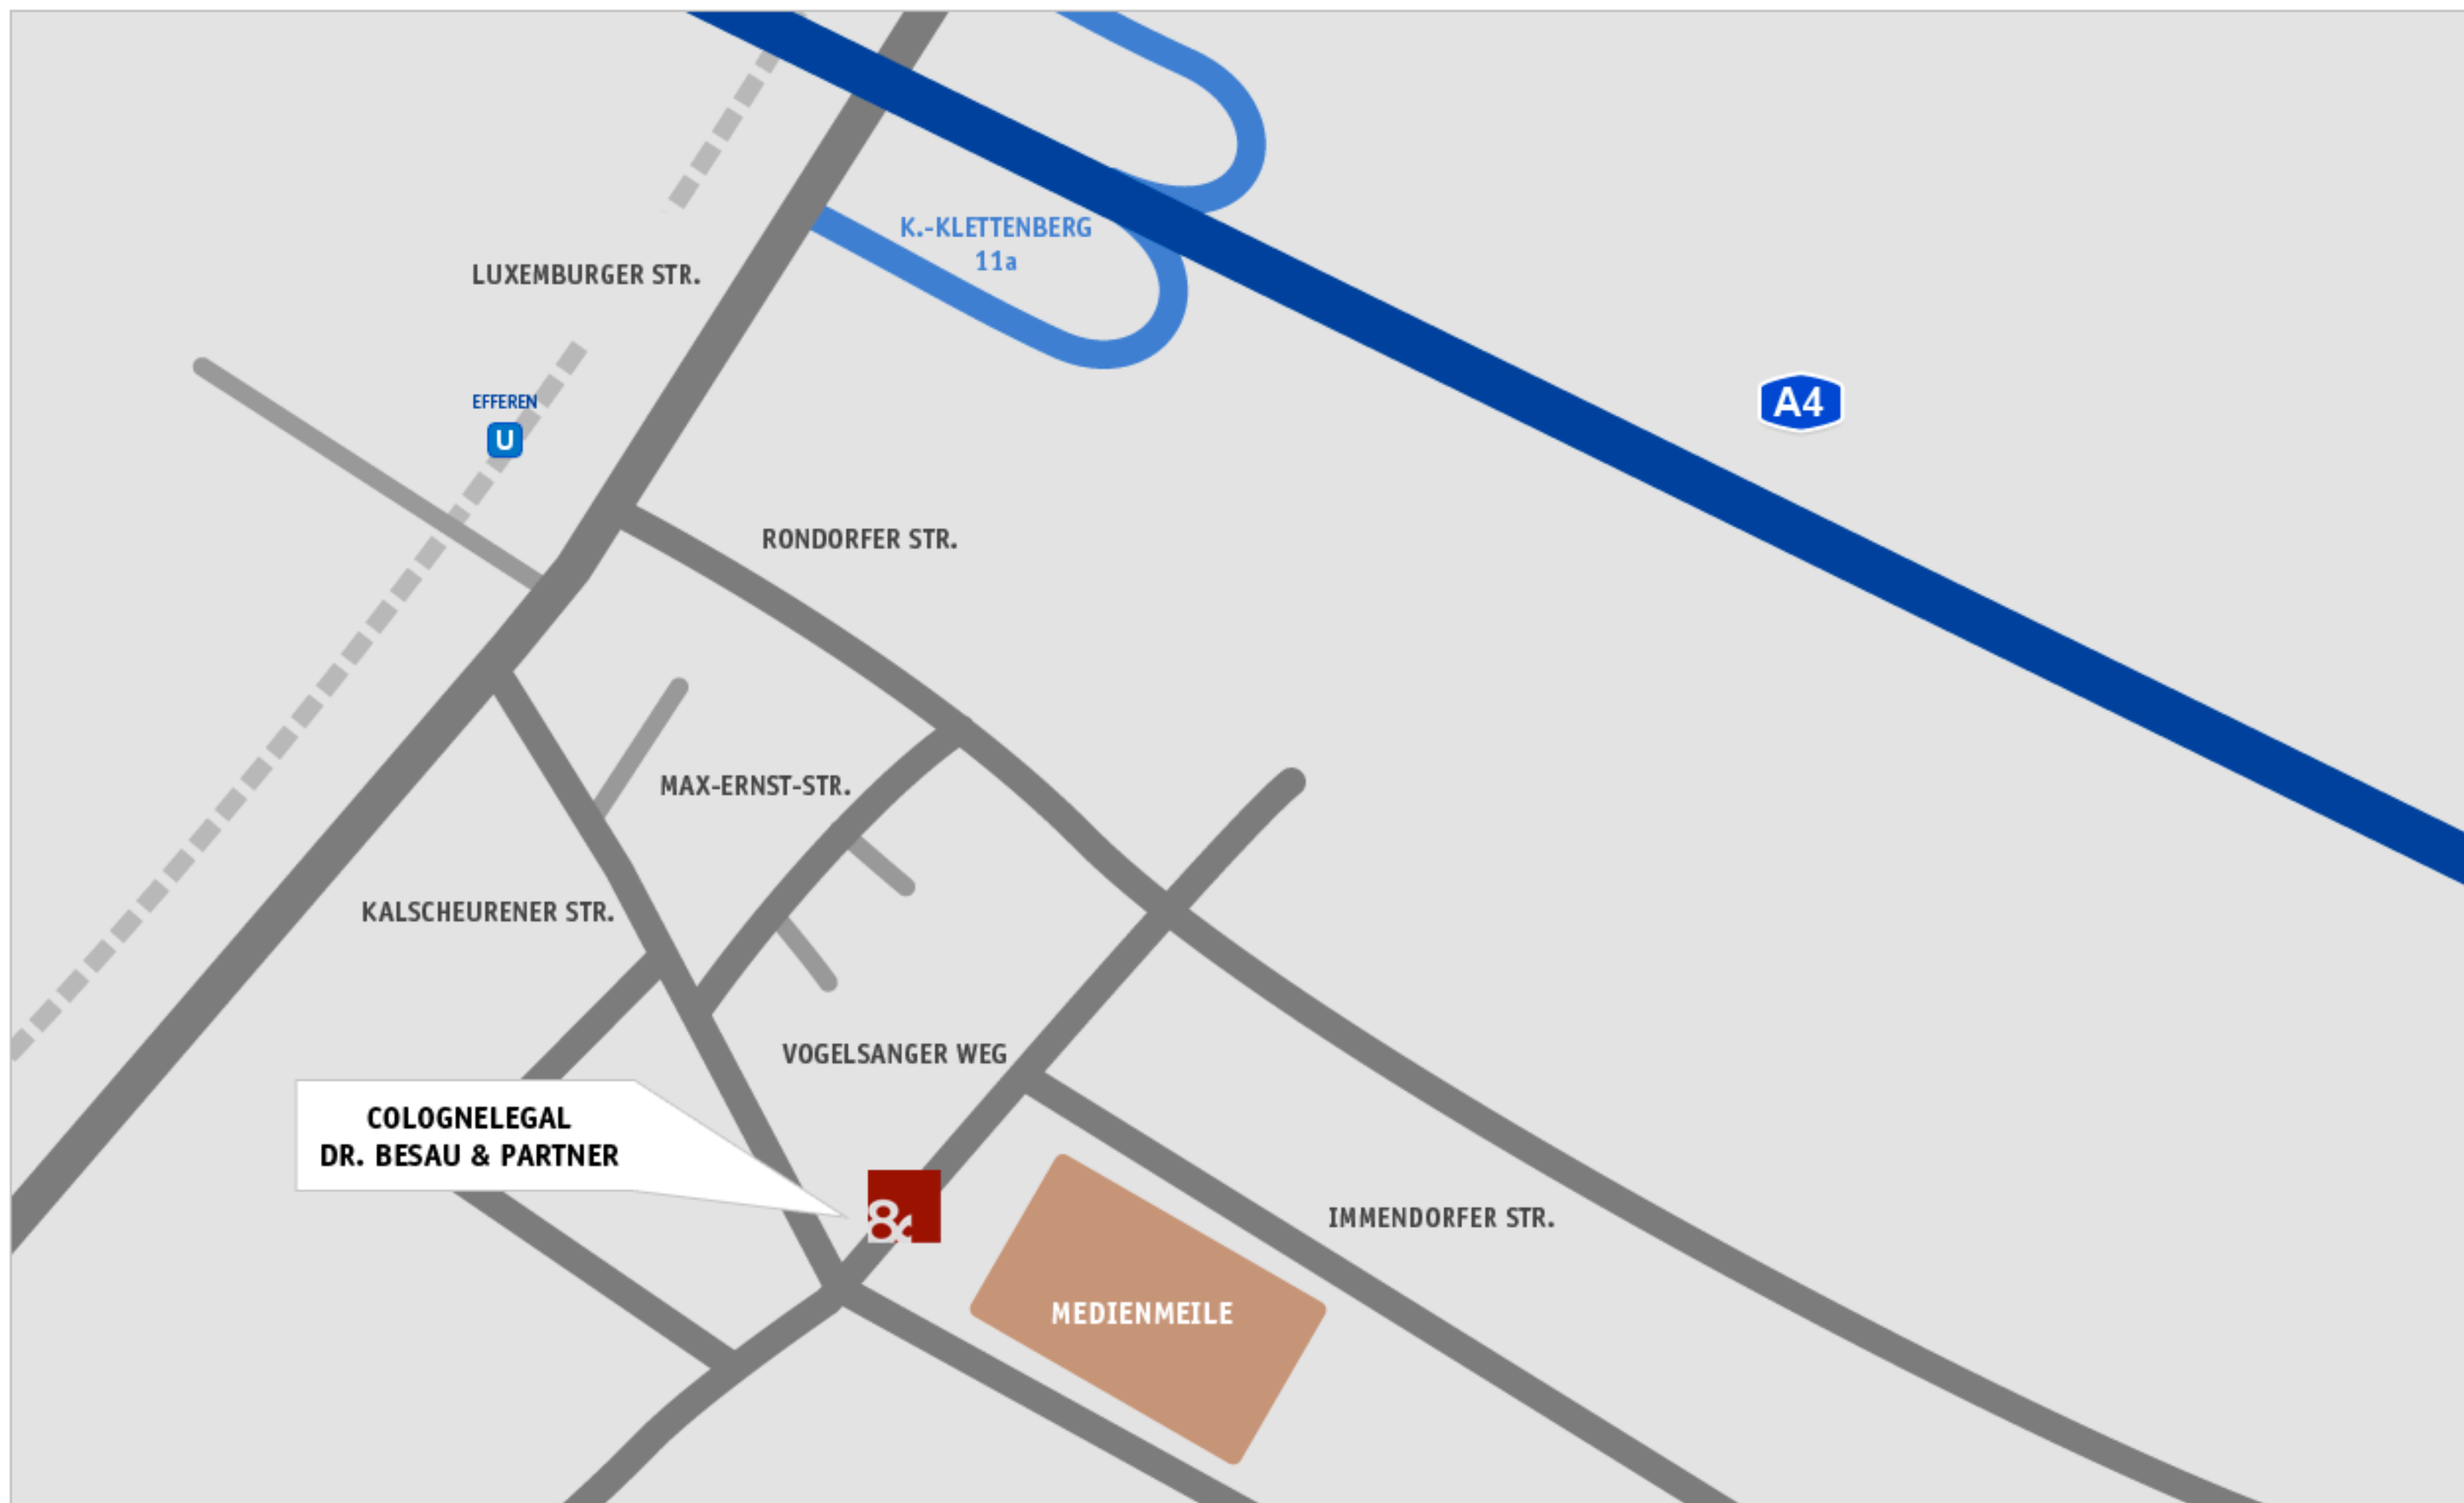 K.-KLETTENBERG
11a
LUXEMBURGER STR.
A4
EFFEREN
U
RONDORFER STR.
MAX-ERNST-STR.
KALSCHEURENER STR.
VOGELSANGER WEG
COLOGNELEGAL
DR. BESAU & PARTNER
&
IMMENDORFER STR.
MEDIENMEILE